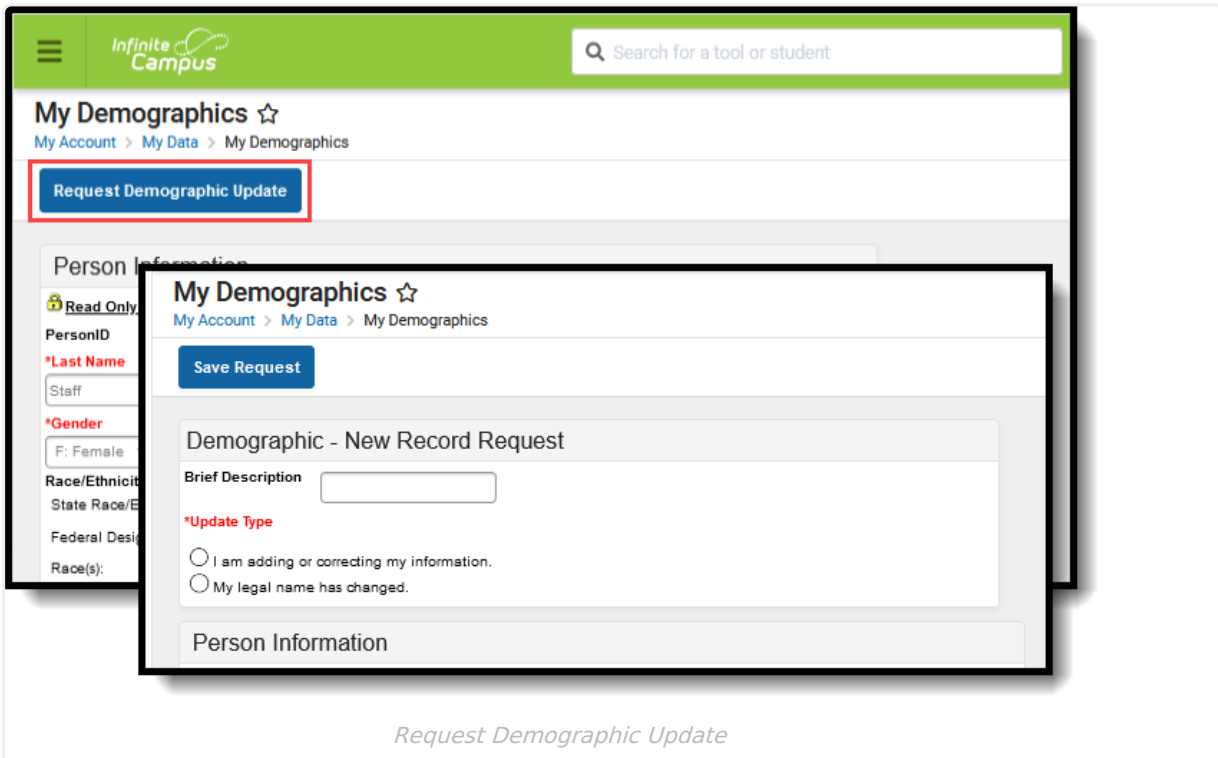 Infinite
Campus
Search for a tool or student
My Demographics
My Account > My Data > My Demographics
Request Demographic Update
Person Information
Read Only
PersonID
*Last Name
Staff
*Gender
F: Female
Race/Ethnicit
State Race/E
Federal Desig
Race(s):
My Demographics
My Account > My Data > My Demographics
Save Request
Demographic - New Record Request
Brief Description
*Update Type
I am adding or correcting my information.
My legal name has changed.
Person Information
Request Demographic Update